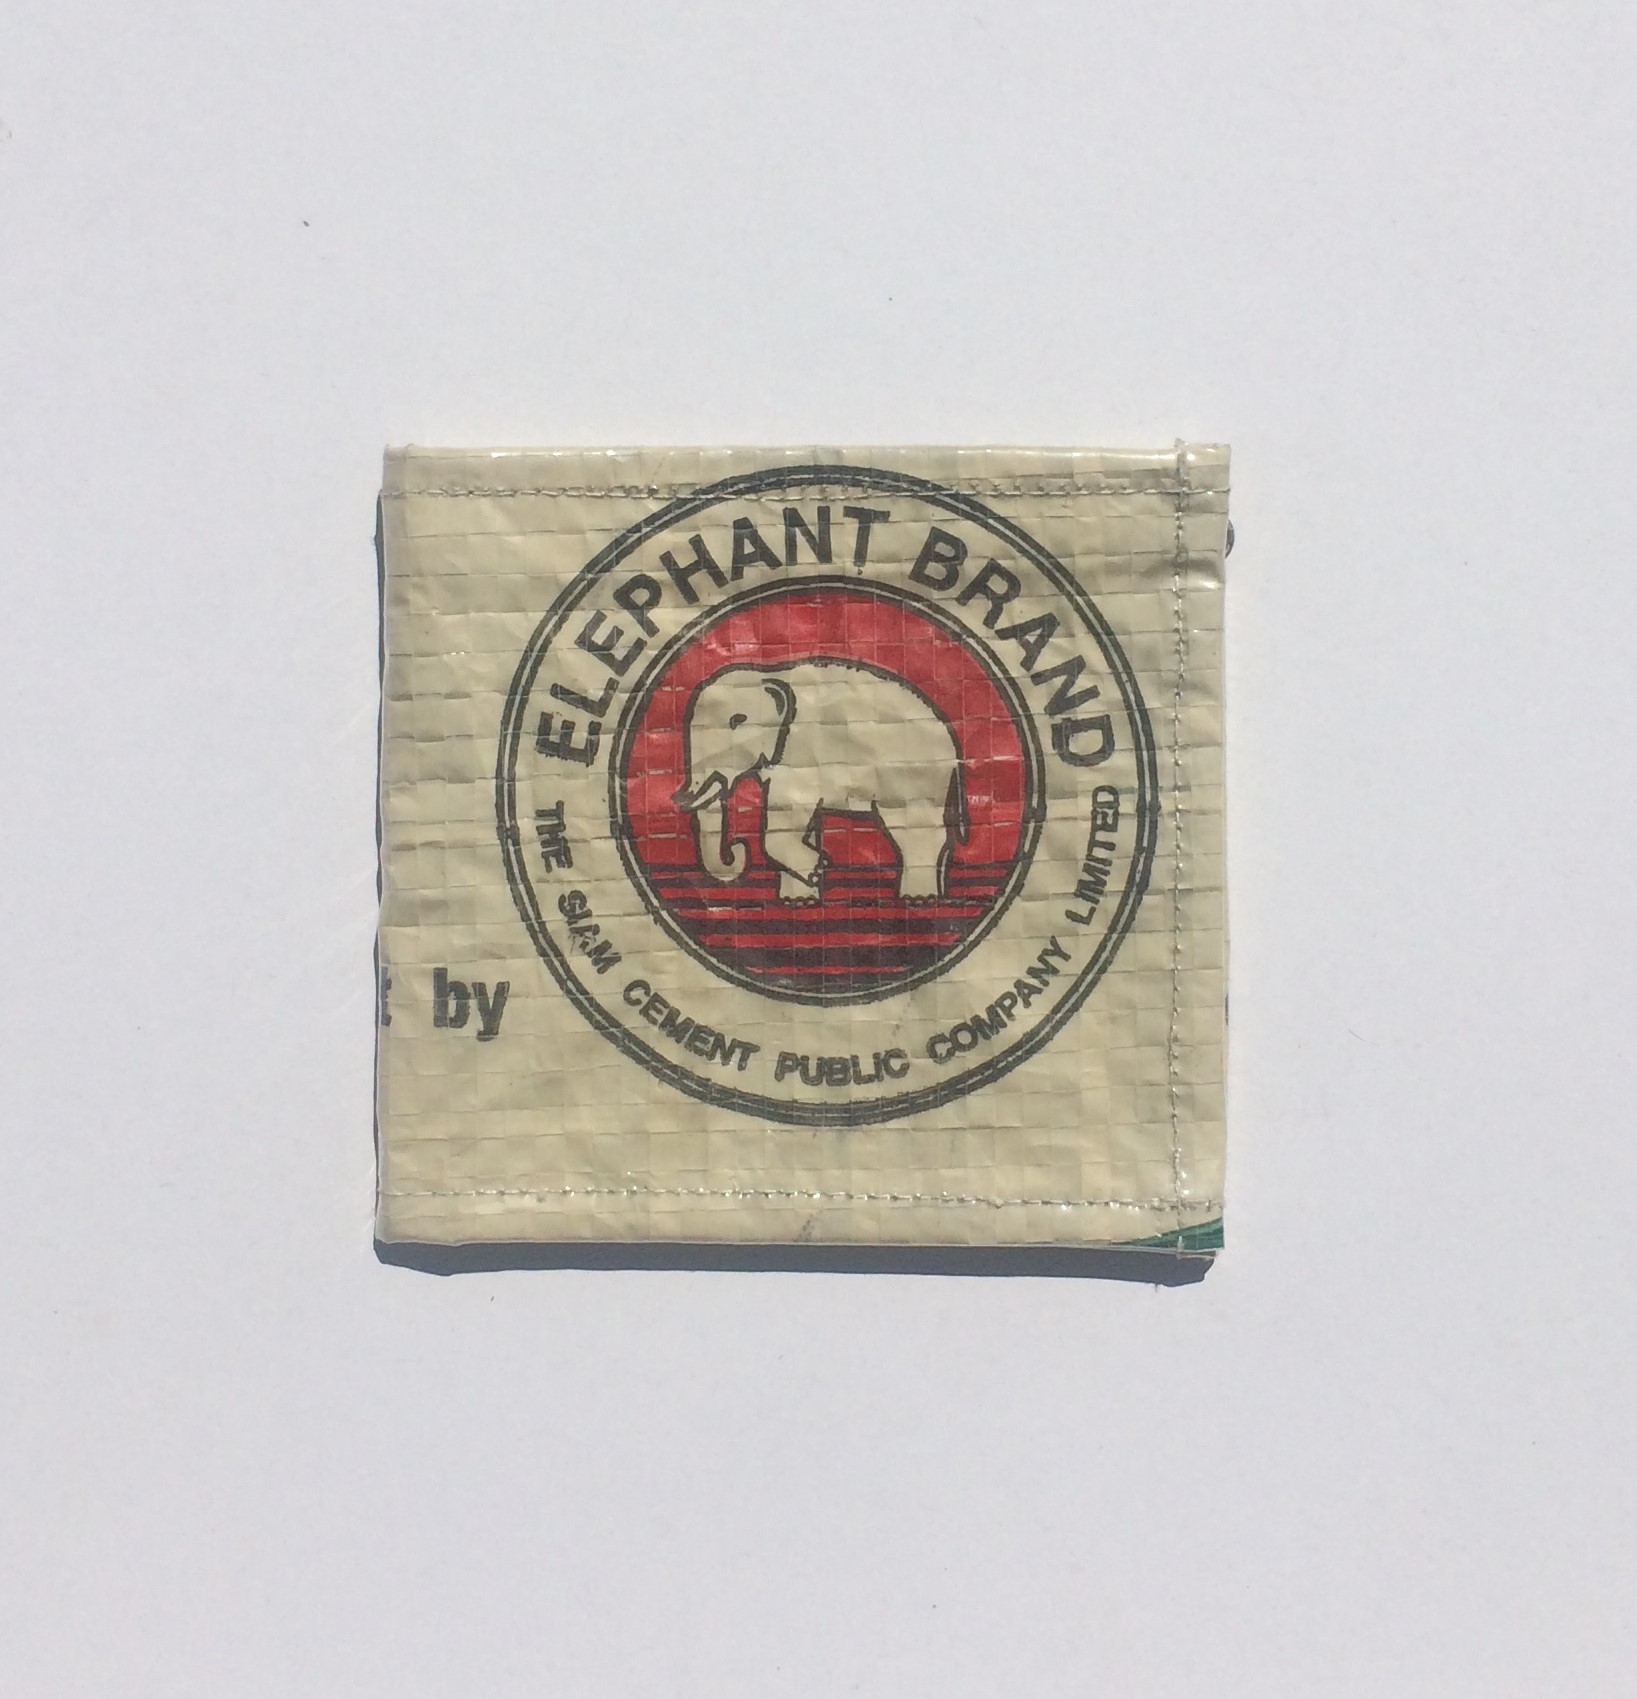 ELEPHANT BRAND
THE SIAM CEMENT PUBLIC COMPANY LIMITED
by